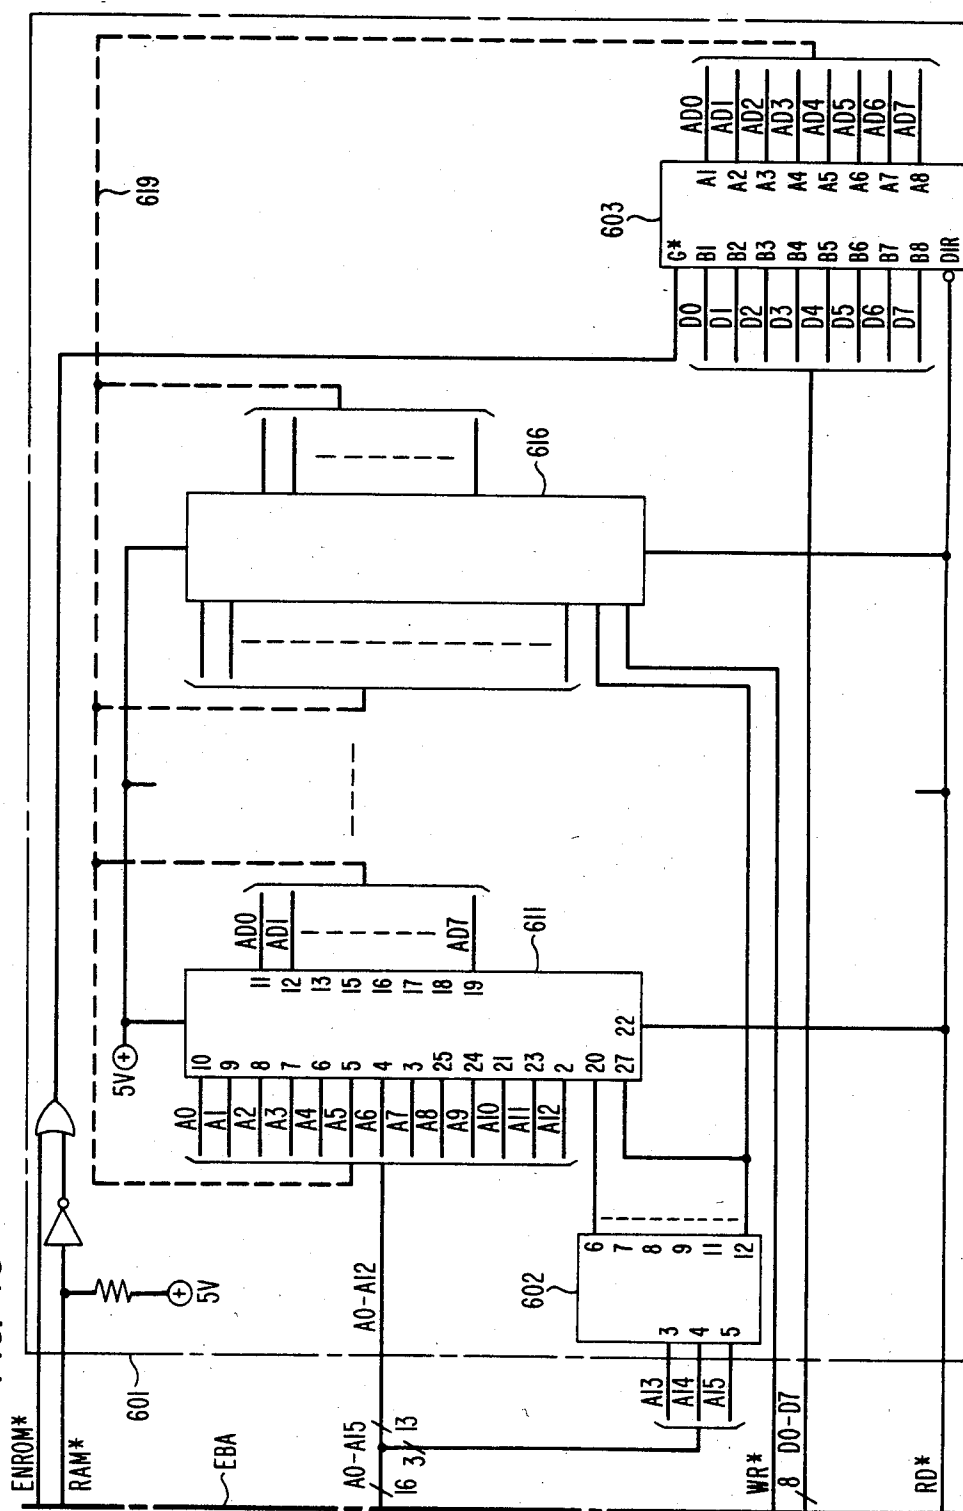 ENROM*
RAM*
EBA
601
5V
5V
A0-A15
16
13
3
A0-A12
A13
A14
A15
WR*
D0-D7
8
RD*
602
3
4
5
6
7
8
9
11
12
A0
A1
A2
A3
A4
A5
A6
A7
A8
A9
A10
A11
A12
10
9
8
7
6
5
4
3
25
24
21
23
2
20
27
22
11
12
13
15
16
17
18
19
AD0
AD1
AD7
611
616
619
603
G*
B1
B2
B3
B4
B5
B6
B7
B8
DIR
A1
A2
A3
A4
A5
A6
A7
A8
D0
D1
D2
D3
D4
D5
D6
D7
AD0
AD1
AD2
AD3
AD4
AD5
AD6
AD7